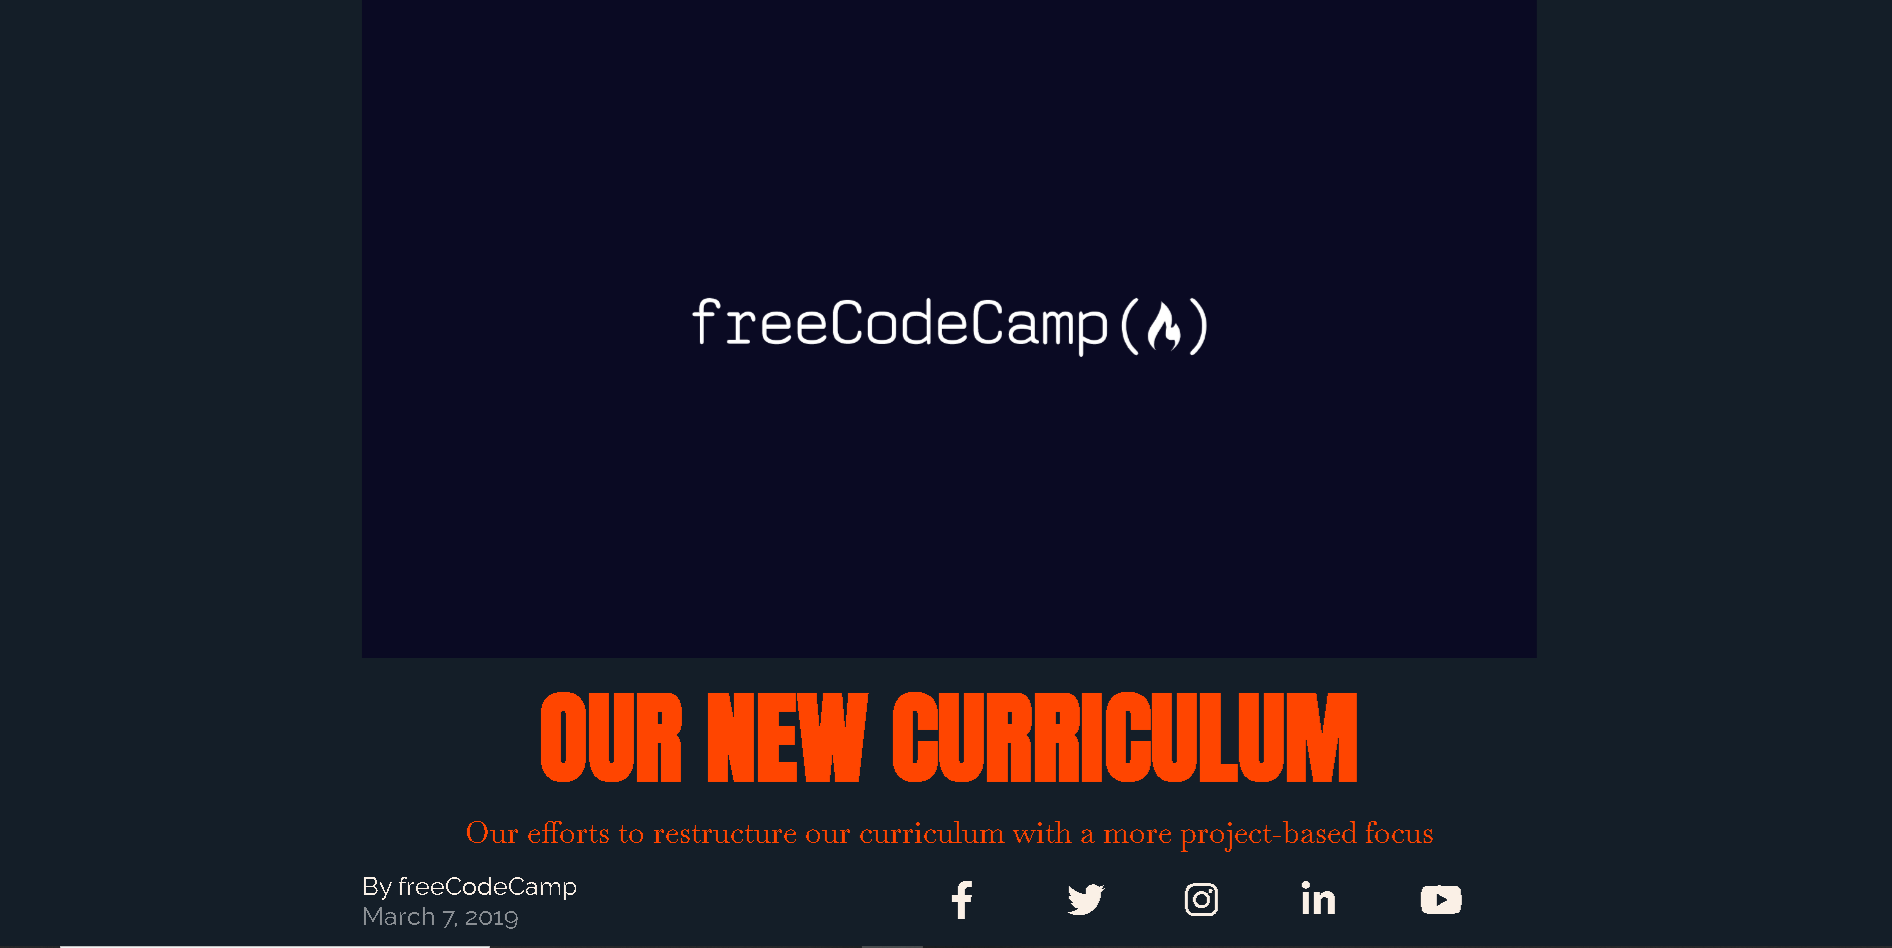 freeCodeCamp()
OUR NEW CURRICULUM
Our efforts to restructure our curriculum with a more project-based focus
By freeCodeCamp
March 7, 2019